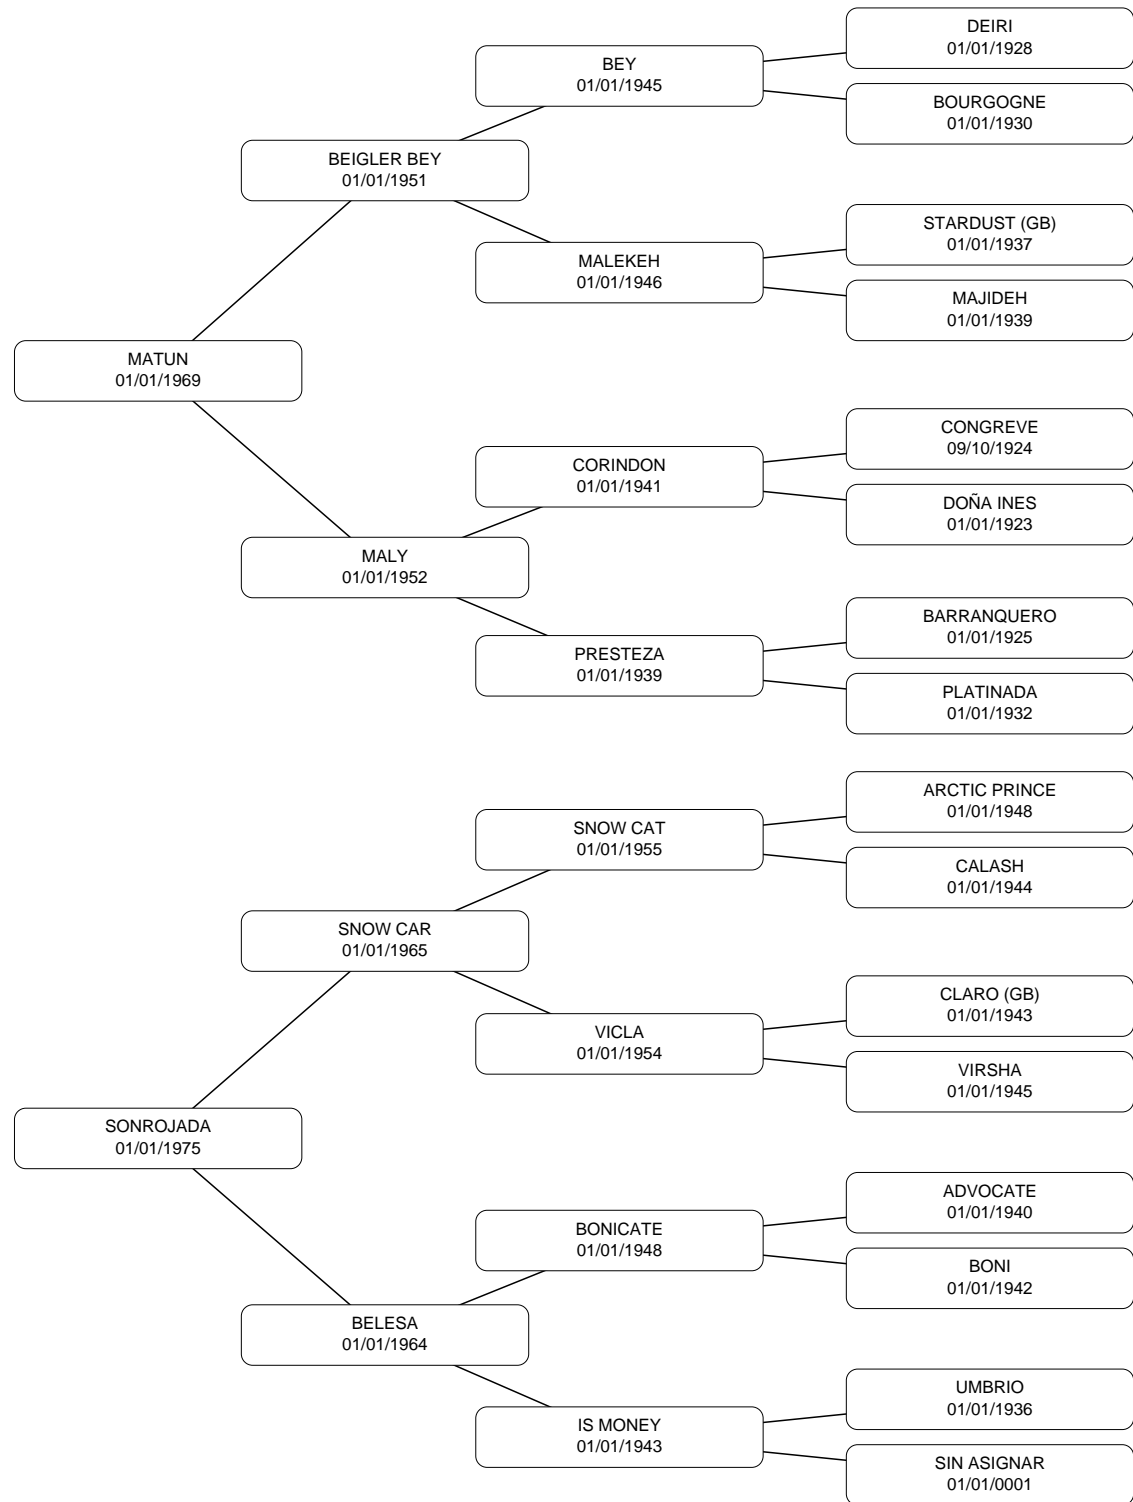 DEIRI
01/01/1928
BEY
01/01/1945
BOURGOGNE
01/01/1930
BEIGLER BEY
01/01/1951
STARDUST (GB)
01/01/1937
MALEKEH
01/01/1946
MAJIDEH
01/01/1939
MATUN
01/01/1969
CONGREVE
09/10/1924
CORINDON
01/01/1941
DOÑA INES
01/01/1923
MALY
01/01/1952
BARRANQUERO
01/01/1925
PRESTEZA
01/01/1939
PLATINADA
01/01/1932
ARCTIC PRINCE
01/01/1948
SNOW CAT
01/01/1955
CALASH
01/01/1944
SNOW CAR
01/01/1965
CLARO (GB)
01/01/1943
VICLA
01/01/1954
VIRSHA
01/01/1945
SONROJADA
01/01/1975
ADVOCATE
01/01/1940
BONICATE
01/01/1948
BONI
01/01/1942
BELESA
01/01/1964
UMBRIO
01/01/1936
IS MONEY
01/01/1943
SIN ASIGNAR
01/01/0001